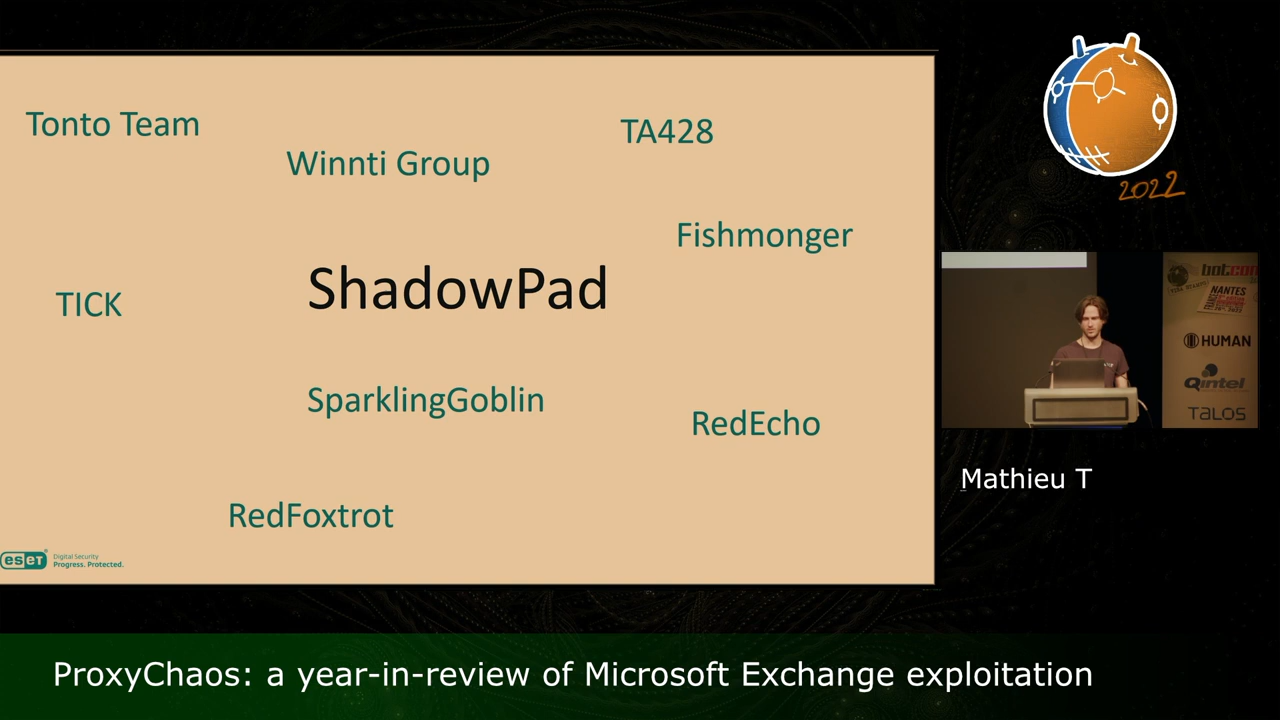 Tonto Team
TA428
Winnti Group
Fishmonger
ShadowPad
TICK
SparklingGoblin
RedEcho
RedFoxtrot
eset
Digital Security
Progress. Protected.
2022
NANTES
HUMAN
Qintel
TALOS
Mathieu T
ProxyChaos: a year-in-review of Microsoft Exchange exploitation